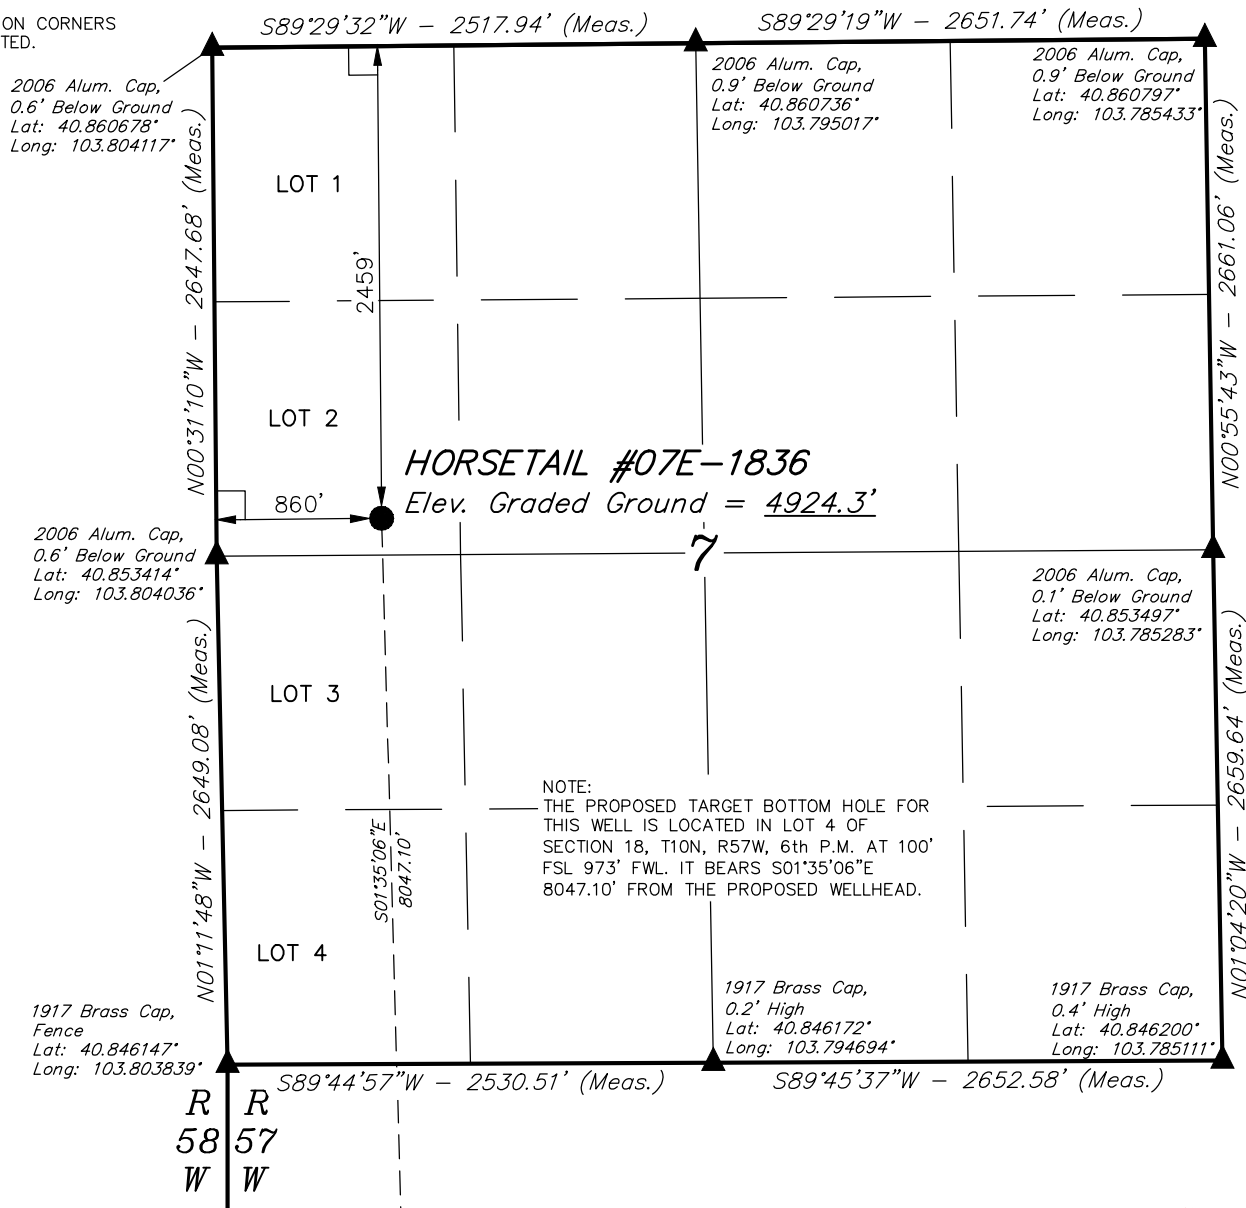 ON CORNERS
TED.
S89°29'32"W - 2517.94' (Meas.)
S89°29'19"W - 2651.74' (Meas.)
2006 Alum. Cap,
0.6' Below Ground
Lat: 40.860678°
Long: 103.804117°
2006 Alum. Cap,
0.9' Below Ground
Lat: 40.860736°
Long: 103.795017°
2006 Alum. Cap,
0.9' Below Ground
Lat: 40.860797°
Long: 103.785433°
N00°31'10"W - 2647.68' (Meas.)
N00°55'43"W - 2661.06' (Meas.)
LOT 1
2459'
LOT 2
HORSETAIL #07E-1836
Elev. Graded Ground = 4924.3'
860'
7
2006 Alum. Cap,
0.6' Below Ground
Lat: 40.853414°
Long: 103.804036°
2006 Alum. Cap,
0.1' Below Ground
Lat: 40.853497°
Long: 103.785283°
N01°11'48"W - 2649.08' (Meas.)
N01°04'20"W - 2659.64' (Meas.)
LOT 3
S01°35'06"E
8047.10'
NOTE:
THE PROPOSED TARGET BOTTOM HOLE FOR
THIS WELL IS LOCATED IN LOT 4 OF
SECTION 18, T10N, R57W, 6th P.M. AT 100'
FSL 973' FWL. IT BEARS S01°35'06"E
8047.10' FROM THE PROPOSED WELLHEAD.
LOT 4
1917 Brass Cap,
Fence
Lat: 40.846147°
Long: 103.803839°
1917 Brass Cap,
0.2' High
Lat: 40.846172°
Long: 103.794694°
1917 Brass Cap,
0.4' High
Lat: 40.846200°
Long: 103.785111°
S89°44'57"W - 2530.51' (Meas.)
S89°45'37"W - 2652.58' (Meas.)
R R
58 57
W W